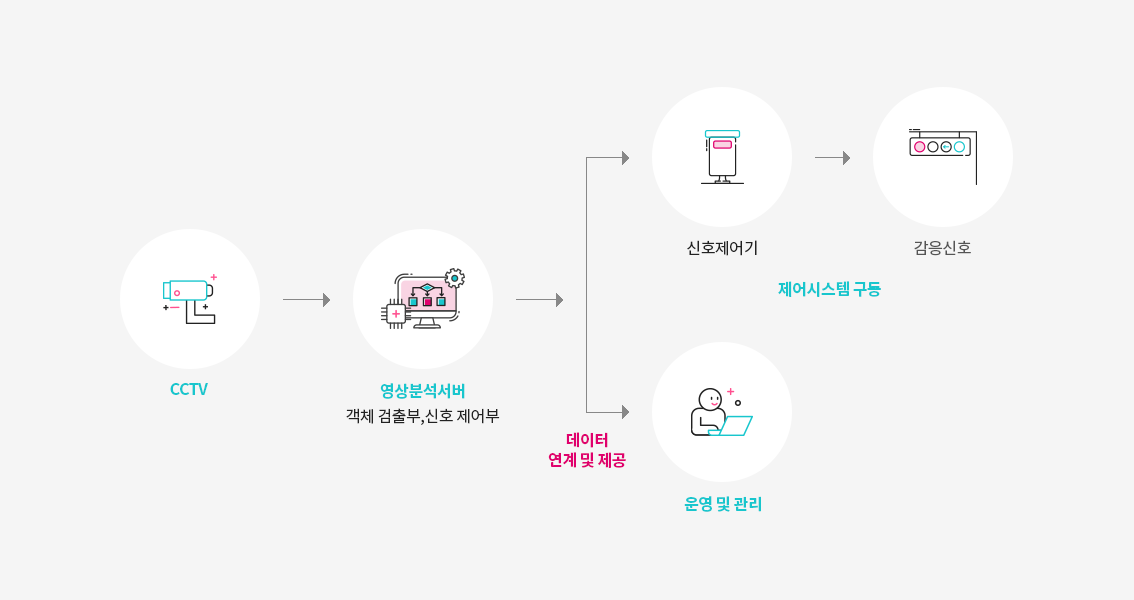 CCTV
영상분석서버
객체 검출부,신호 제어부
데이터
연계 및 제공
신호제어기
감응신호
제어시스템 구동
운영 및 관리